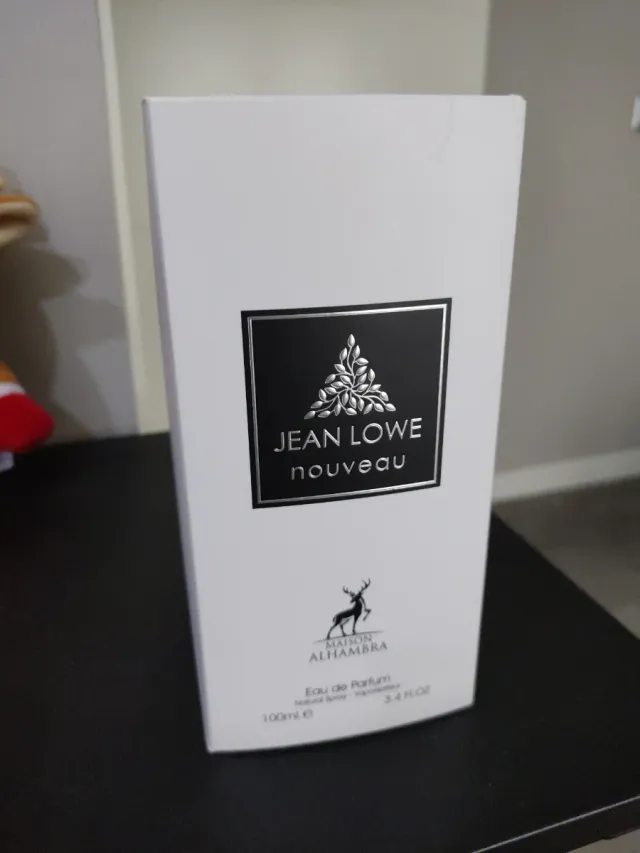 JEAN LOWE
nouveau
MAISON
ALHAMBRA
Eau de Parfum
Natural Spray - Vaporisateur
100ml. ℮ 3.4 FL.OZ